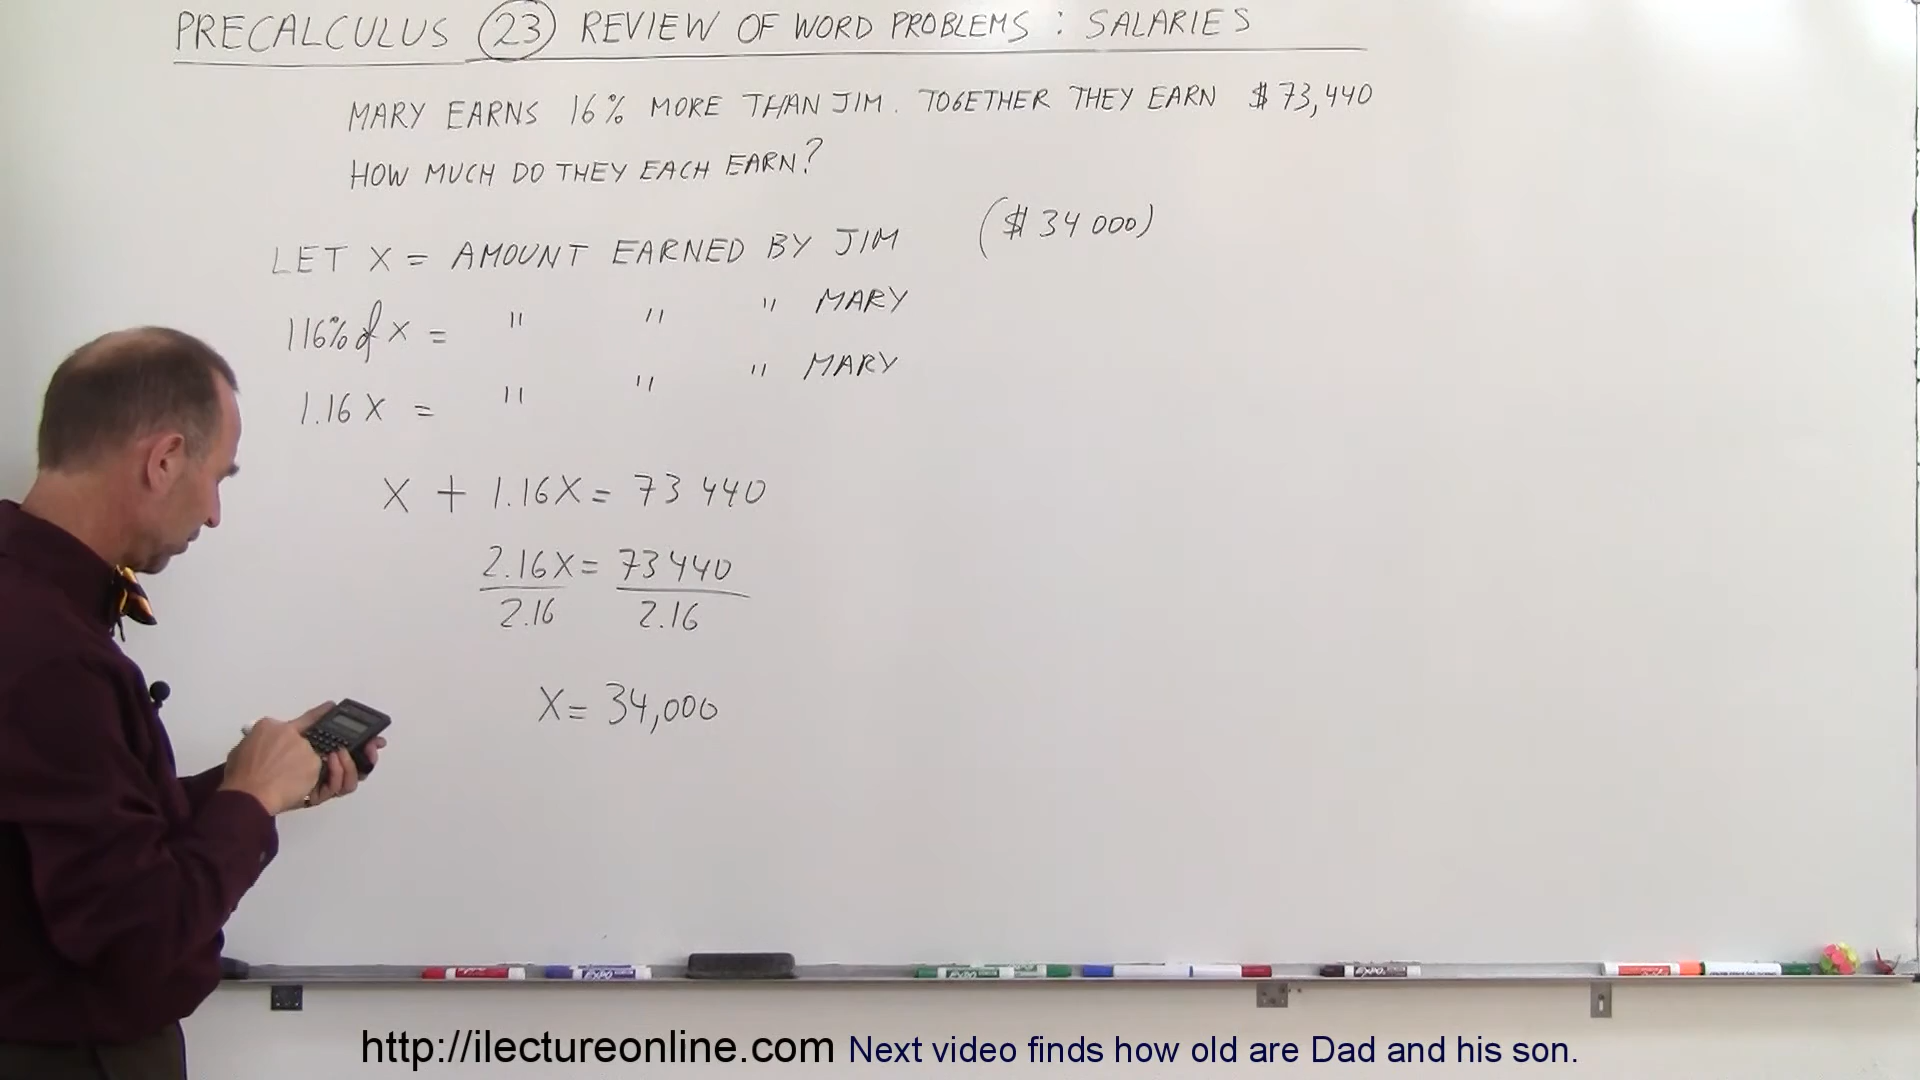 PRECALCULUS 23 REVIEW OF WORD PROBLEMS : SALARIES
MARY EARNS 16% MORE THAN JIM. TOGETHER THEY EARN $73,440
HOW MUCH DO THEY EACH EARN?
LET X = AMOUNT EARNED BY JIM ($34 000)
116% of X = " " " MARY
1.16X = " " " MARY
X + 1.16X = 73 440
2.16X = 73440
2.16 2.16
X = 34,000
http://ilectureonline.com Next video finds how old are Dad and his son.